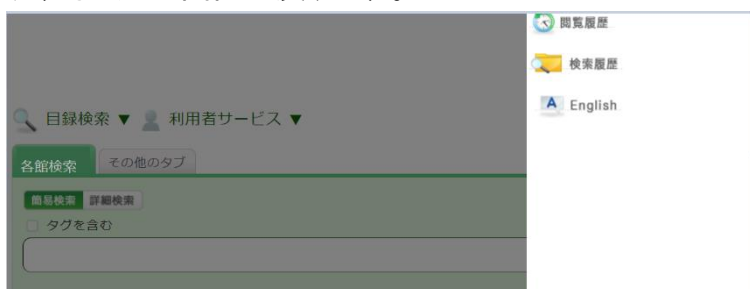 閲覧履歴
検索履歴
A English
目録検索 ▼ 利用者サービス ▼
各館検索 その他のタブ
簡易検索 詳細検索
タグを含む